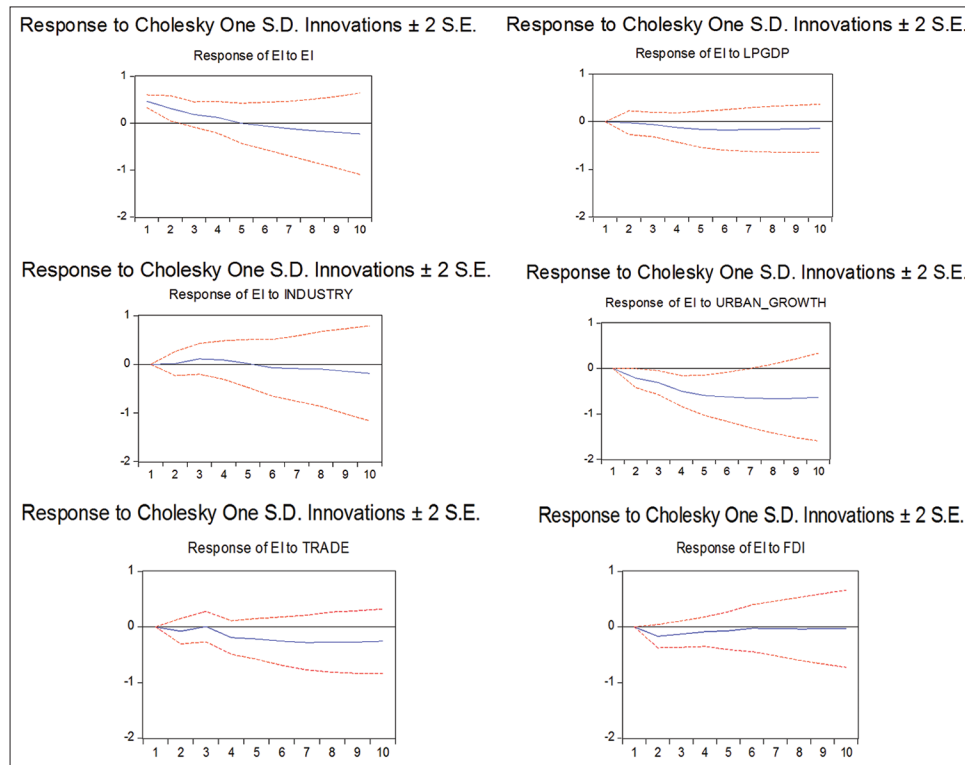 Response to Cholesky One S.D. Innovations ± 2 S.E.
Response of EI to EI
1
0
-1
-2
1 2 3 4 5 6 7 8 9 10
Response to Cholesky One S.D. Innovations ± 2 S.E.
Response of EI to LPGDP
1
0
-1
-2
1 2 3 4 5 6 7 8 9 10
Response to Cholesky One S.D. Innovations ± 2 S.E.
Response of EI to INDUSTRY
1
0
-1
-2
1 2 3 4 5 6 7 8 9 10
Response to Cholesky One S.D. Innovations ± 2 S.E.
Response of EI to URBAN_GROWTH
1
0
-1
-2
1 2 3 4 5 6 7 8 9 10
Response to Cholesky One S.D. Innovations ± 2 S.E.
Response of EI to TRADE
1
0
-1
-2
1 2 3 4 5 6 7 8 9 10
Response to Cholesky One S.D. Innovations ± 2 S.E.
Response of EI to FDI
1
0
-1
-2
1 2 3 4 5 6 7 8 9 10